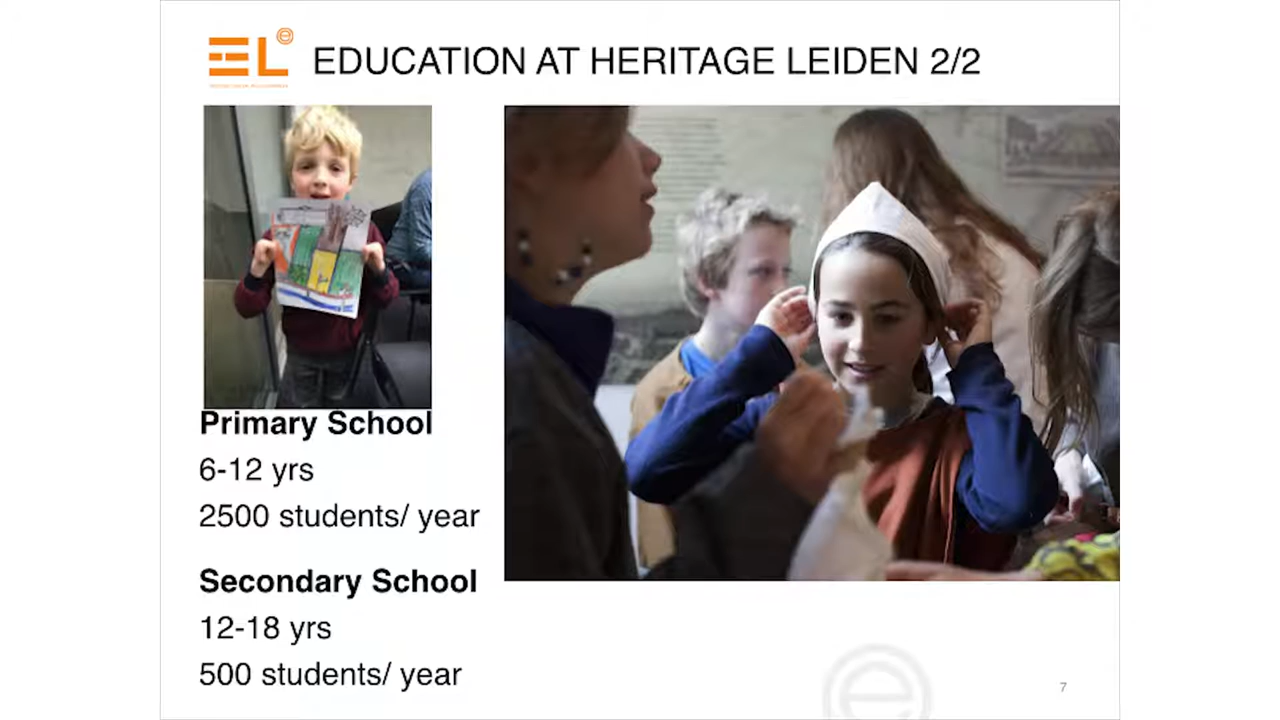 EL e
EDUCATION AT HERITAGE LEIDEN 2/2
Primary School
6-12 yrs
2500 students/ year
Secondary School
12-18 yrs
500 students/ year
e
7